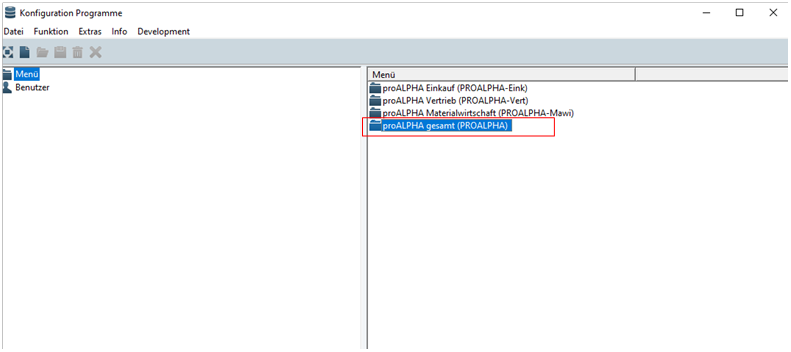 Konfiguration Programme
Datei Funktion Extras Info Development
Menü
Benutzer
Menü
proALPHA Einkauf (PROALPHA-Eink)
proALPHA Vertrieb (PROALPHA-Vert)
proALPHA Materialwirtschaft (PROALPHA-Mawi)
proALPHA gesamt (PROALPHA)